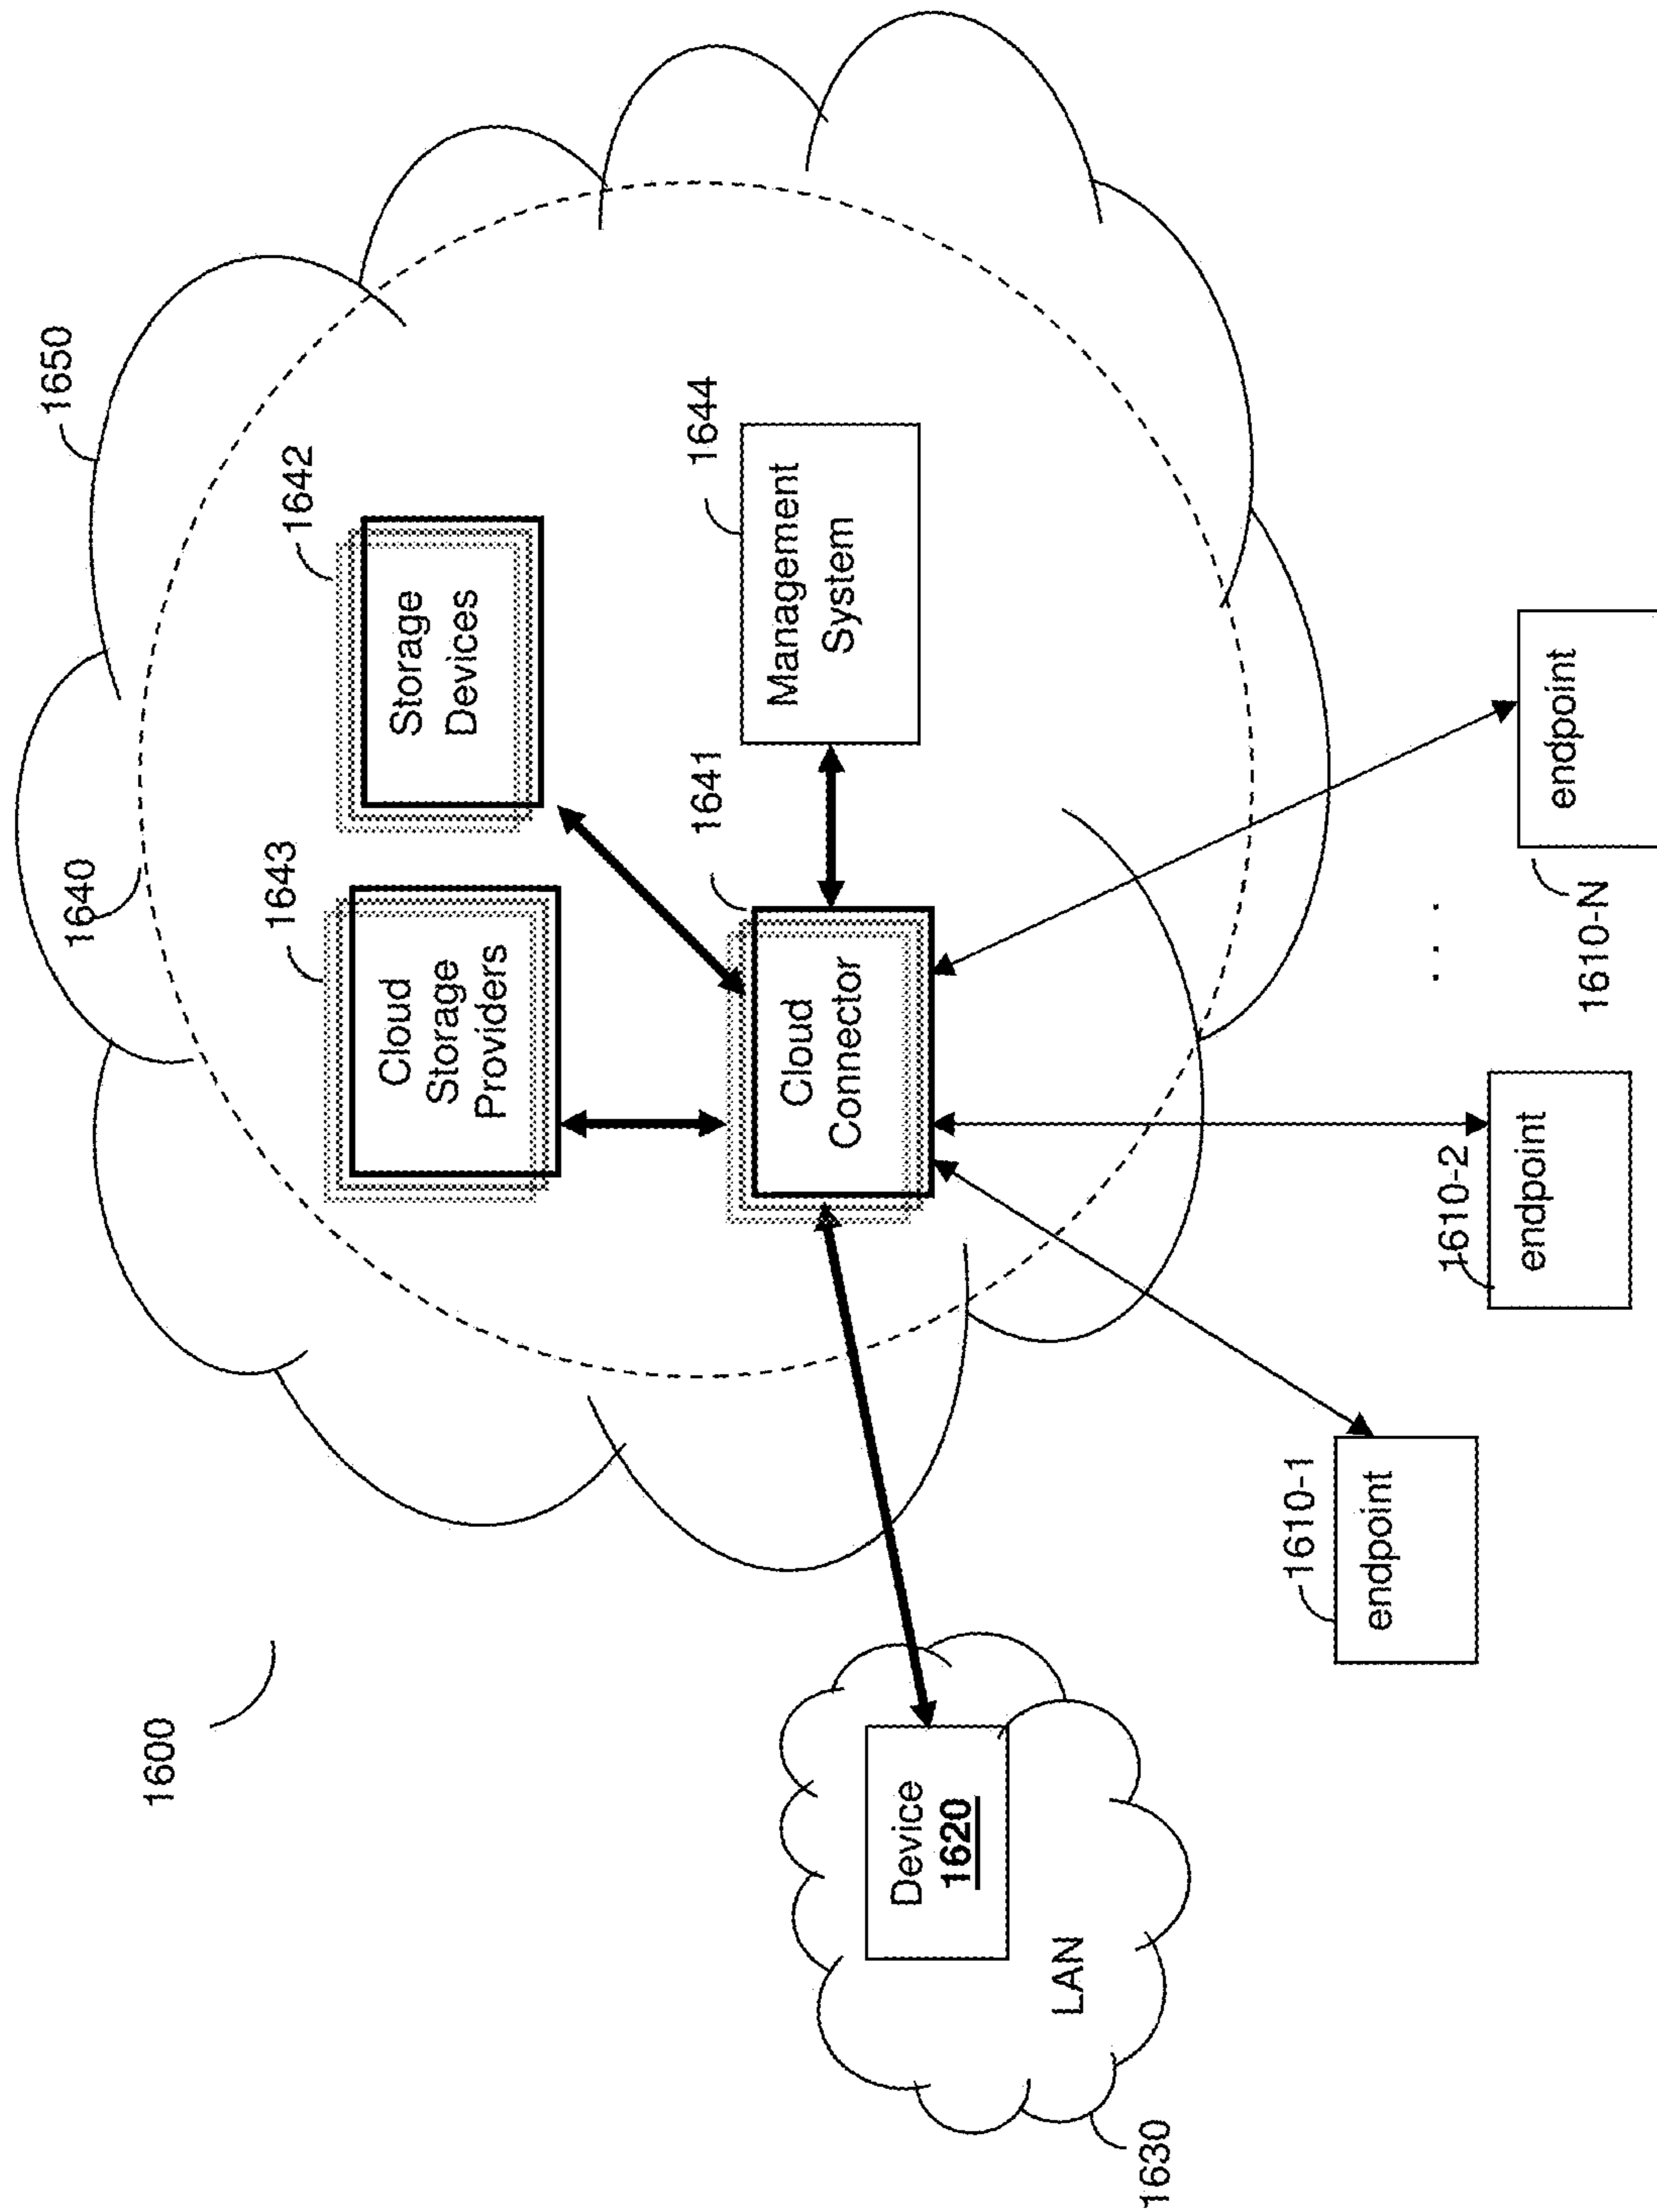 1650
1640
1600
1643
1642
Cloud
Storage
Providers
Storage
Devices
1641
1644
Cloud
Connector
Management
System
Device
1620
LAN
1630
1610-1
endpoint
1610-2
endpoint
. . .
endpoint
1610-N